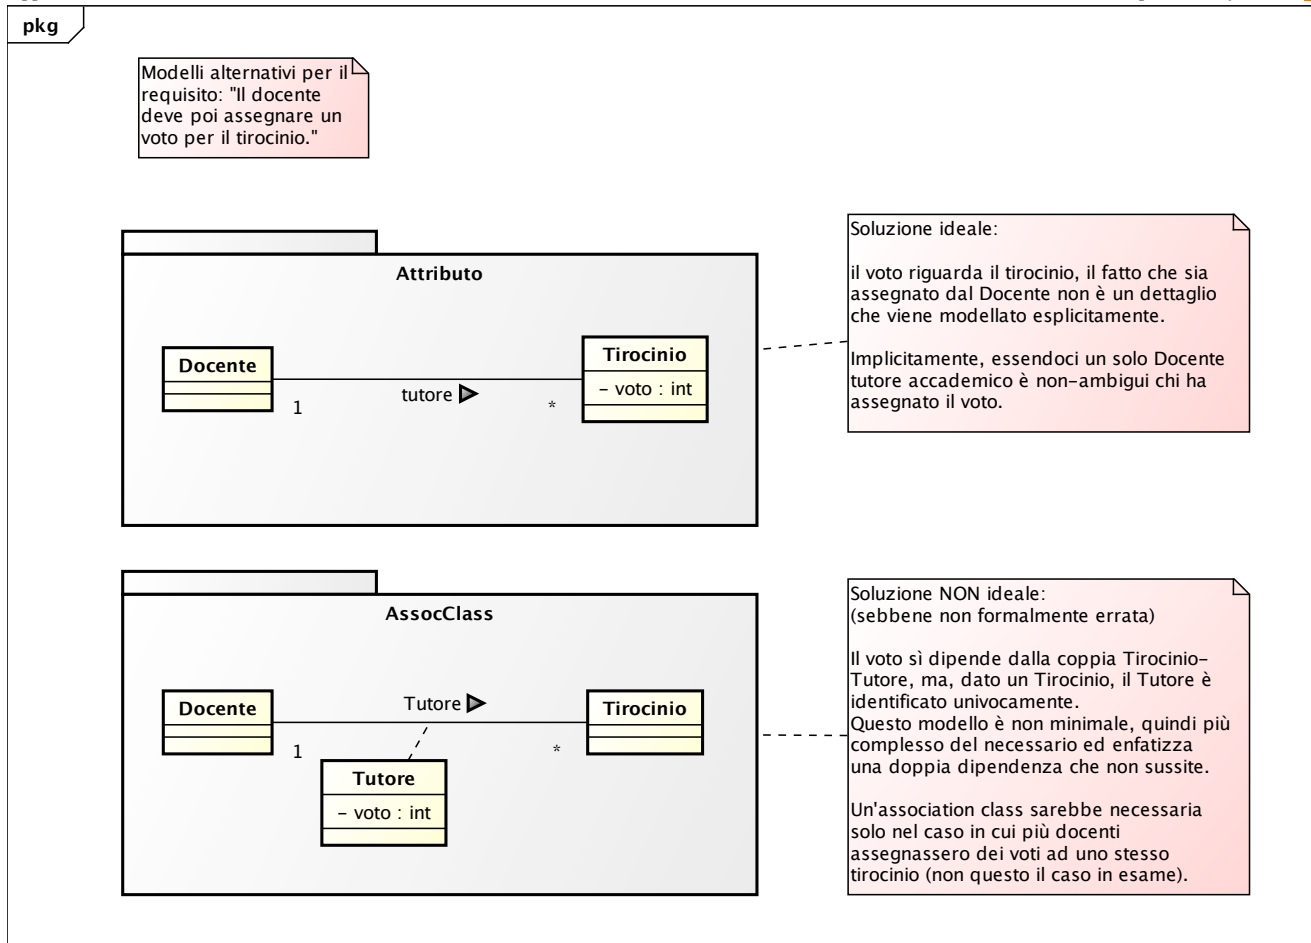 pkg
Modelli alternativi per il
requisito: "Il docente
deve poi assegnare un
voto per il tirocinio."
Attributo
Docente
1
tutore
*
Tirocinio
– voto : int
Soluzione ideale:
il voto riguarda il tirocinio, il fatto che sia
assegnato dal Docente non è un dettaglio
che viene modellato esplicitamente.
Implicitamente, essendoci un solo Docente
tutore accademico è non-ambigui chi ha
assegnato il voto.
AssocClass
Docente
1
Tutore
*
Tirocinio
Tutore
– voto : int
Soluzione NON ideale:
(sebbene non formalmente errata)
Il voto sì dipende dalla coppia Tirocinio-
Tutore, ma, dato un Tirocinio, il Tutore è
identificato univocamente.
Questo modello è non minimale, quindi più
complesso del necessario ed enfatizza
una doppia dipendenza che non sussite.
Un'association class sarebbe necessaria
solo nel caso in cui più docenti
assegnassero dei voti ad uno stesso
tirocinio (non questo il caso in esame).